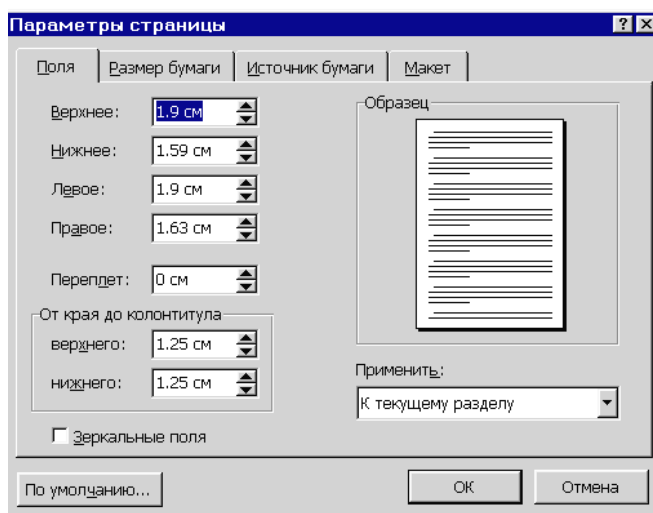 Параметры страницы
Поля Размер бумаги Источник бумаги Макет
Верхнее: 1.9 см
Нижнее: 1.59 см
Левое: 1.9 см
Правое: 1.63 см
Переплет: 0 см
От края до колонтитула
верхнего: 1.25 см
нижнего: 1.25 см
Зеркальные поля
Образец
Применить:
К текущему разделу
По умолчанию... ОК Отмена